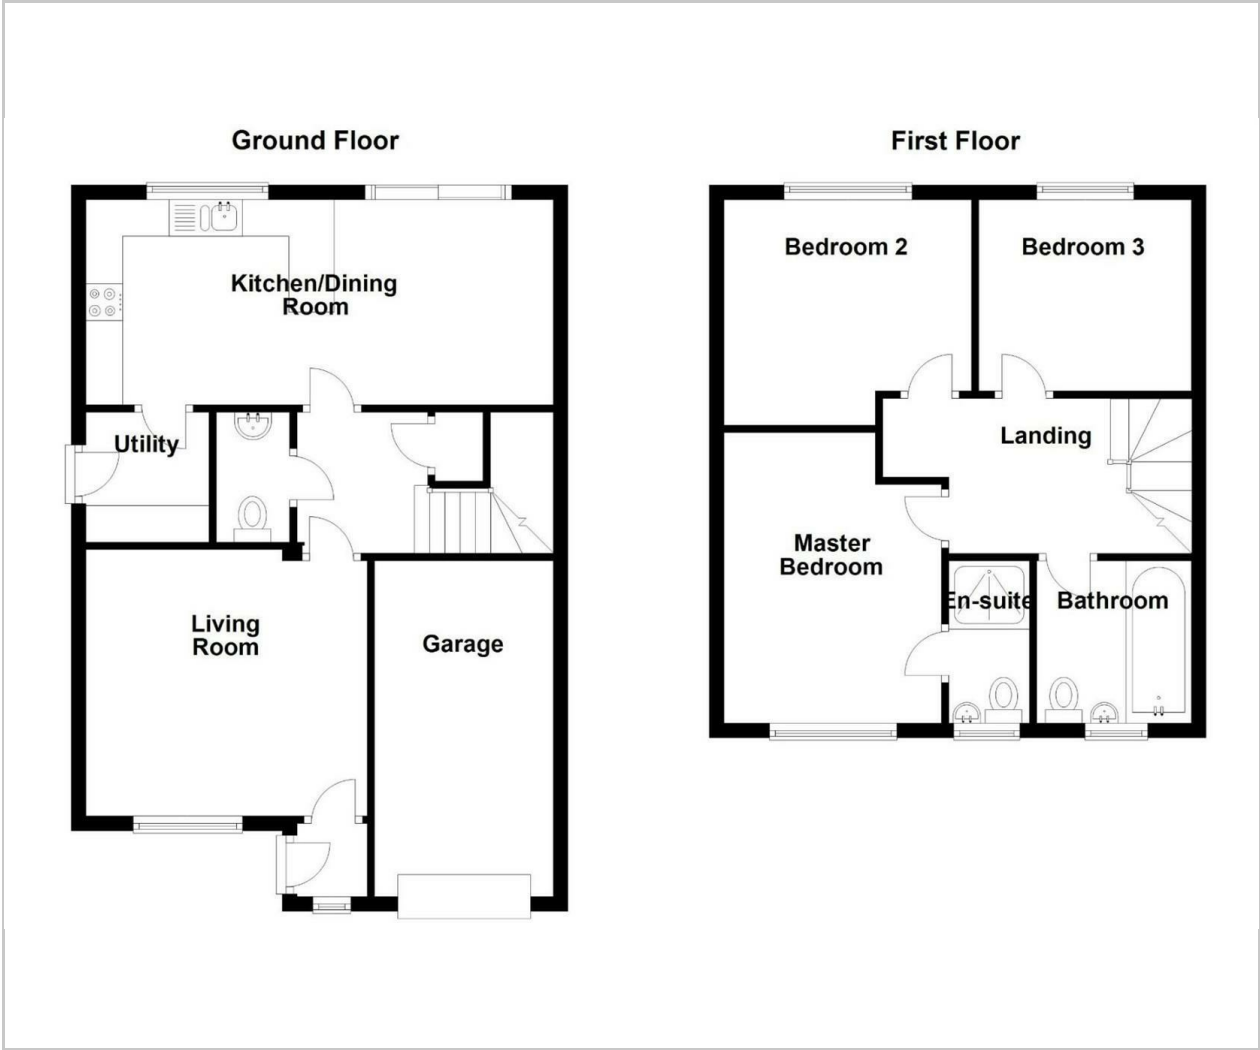 Ground Floor
First Floor
Kitchen/Dining
Room
Utility
Living
Room
Garage
Bedroom 2
Bedroom 3
Landing
Master
Bedroom
En-suite
Bathroom